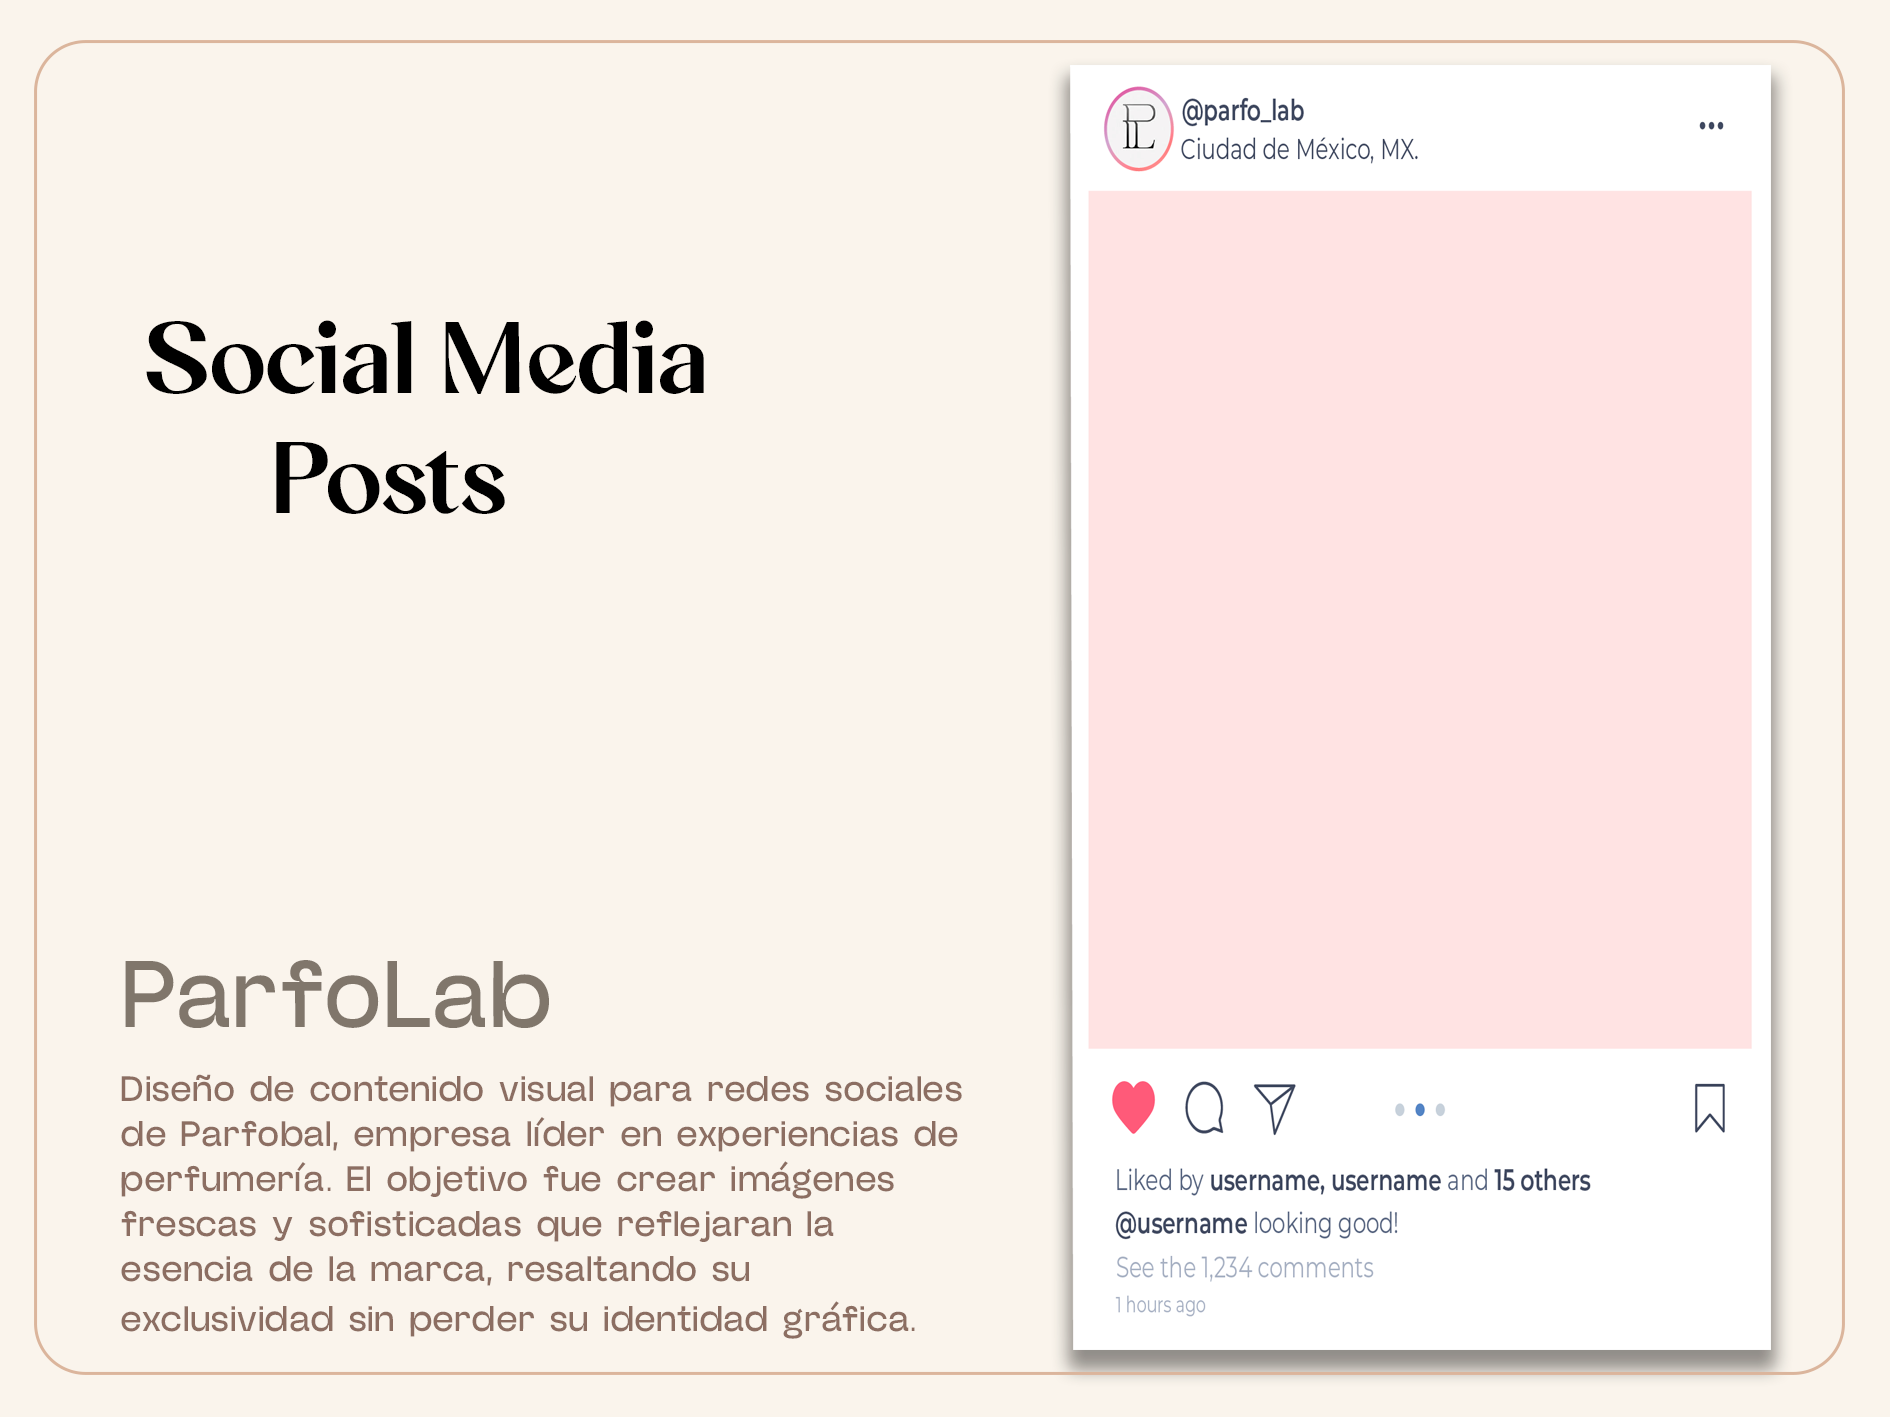 Social Media
Posts
ParfoLab
Diseño de contenido visual para redes sociales
de Parfobal, empresa líder en experiencias de
perfumería. El objetivo fue crear imágenes
frescas y sofisticadas que reflejaran la
esencia de la marca, resaltando su
exclusividad sin perder su identidad gráfica.
PL
@parfo_lab
Ciudad de México, MX.
Liked by username, username and 15 others
@username looking good!
See the 1,234 comments
1 hours ago